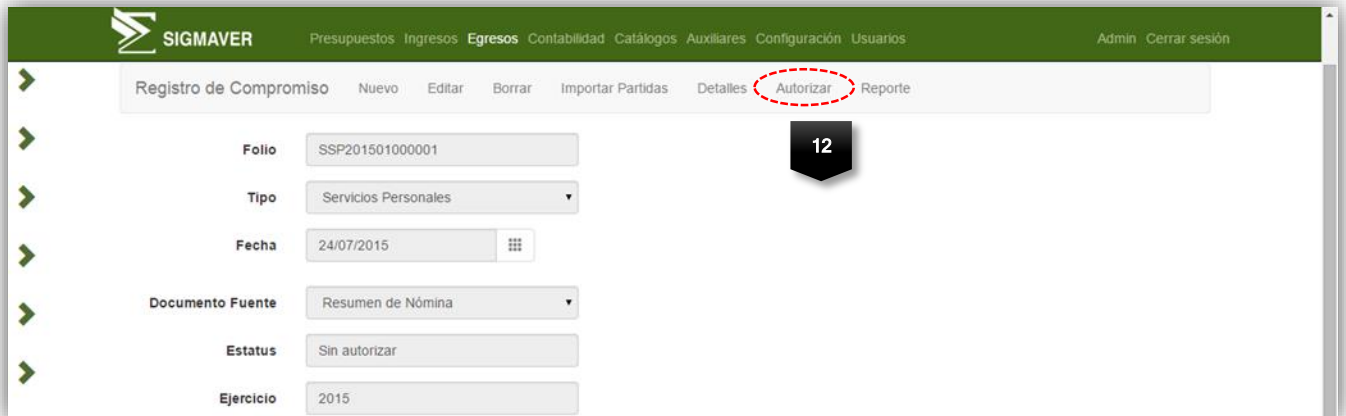 SIGMAVER Presupuestos Ingresos Egresos Contabilidad Catálogos Auxiliares Configuración Usuarios Admin Cerrar sesión
Registro de Compromiso Nuevo Editar Borrar Importar Partidas Detalles Autorizar Reporte
12
Folio SSP201501000001
Tipo Servicios Personales
Fecha 24/07/2015
Documento Fuente Resumen de Nómina
Estatus Sin autorizar
Ejercicio 2015